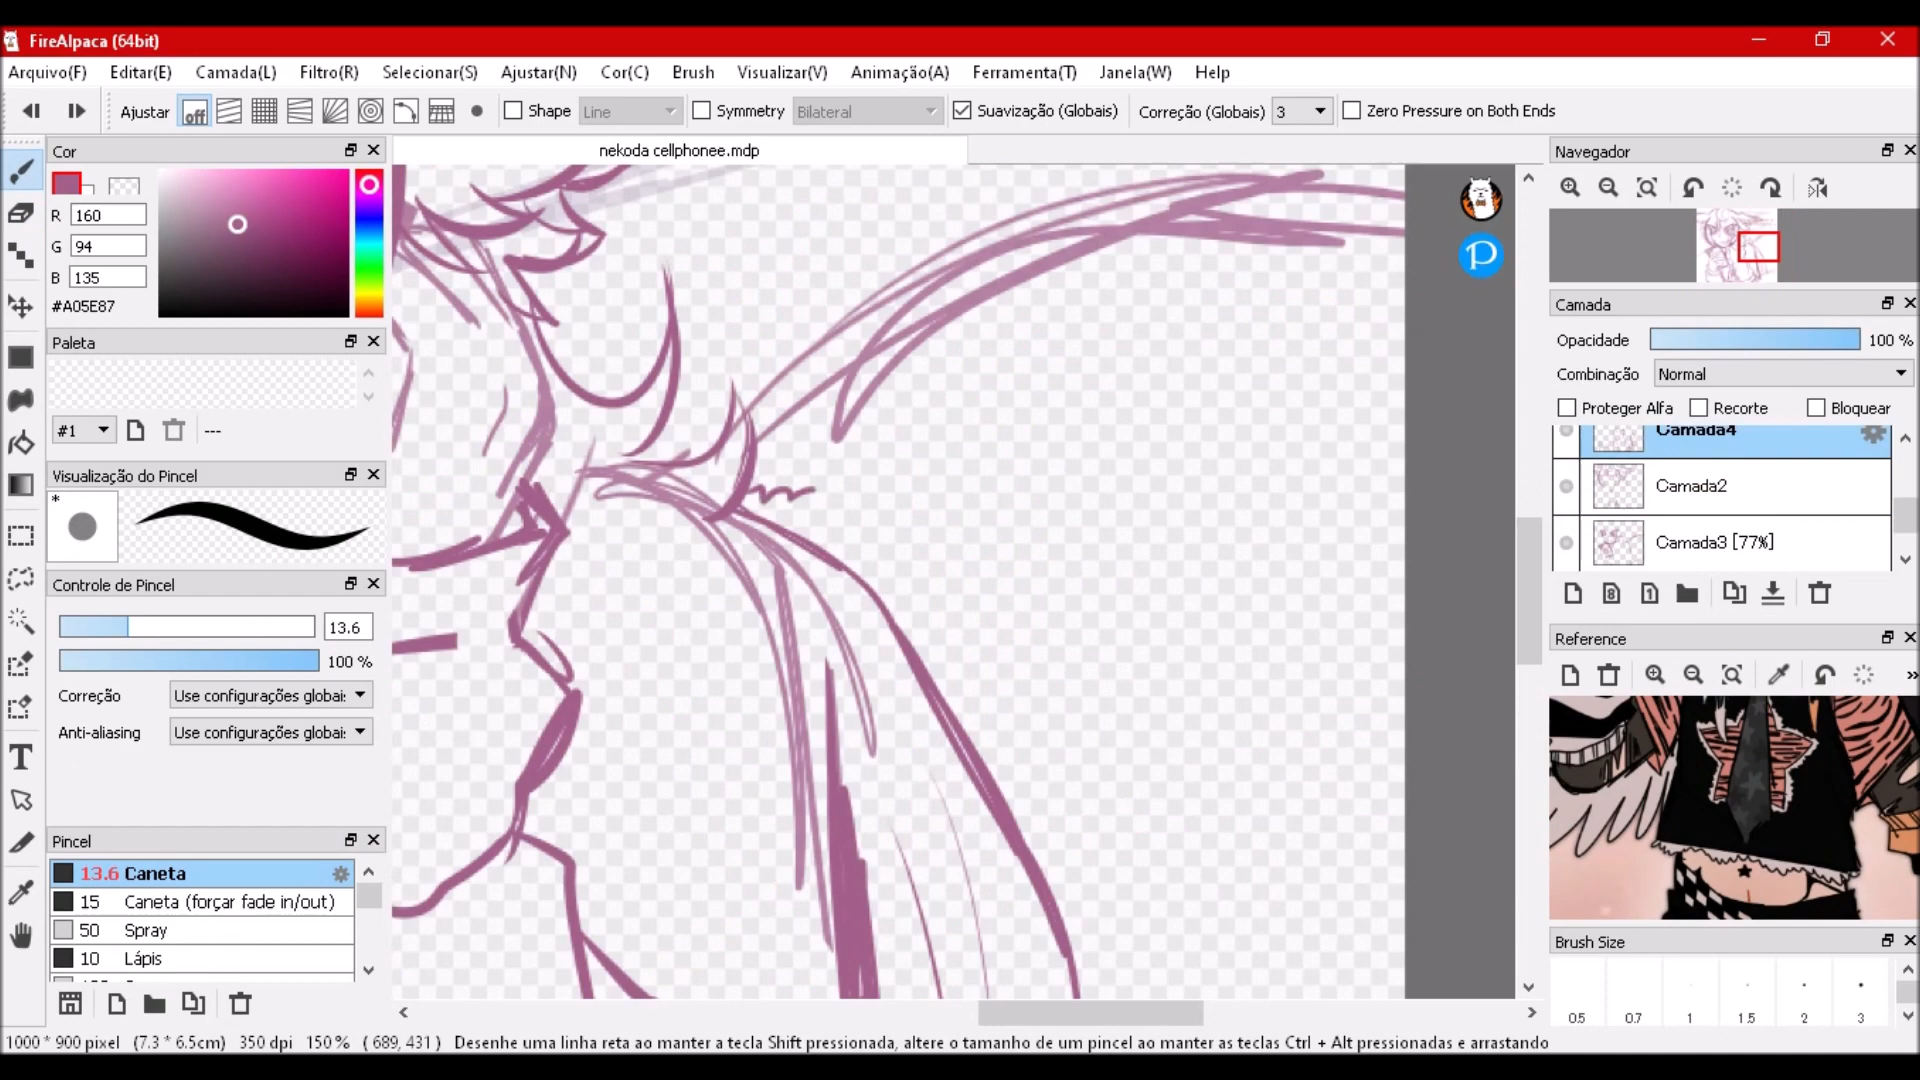 FireAlpaca (64bit)
Arquivo(F) Editar(E) Camada(L) Filtro(R) Selecionar(S) Ajustar(N) Cor(C) Brush Visualizar(V) Animação(A) Ferramenta(T) Janela(W) Help
Ajustar off Shape Line Symmetry Bilateral Suavização (Globais) Correção (Globais) 3 Zero Pressure on Both Ends
Cor
nekoda cellphonee.mdp
Navegador
R 160
G 94
B 135
#A05E87
Paleta
#1 ---
Visualização do Pincel
*
Controle de Pincel
13.6
100 %
Correção Use configurações globai:
Anti-aliasing Use configurações globai:
T
Pincel
13.6 Caneta
15 Caneta (forçar fade in/out)
50 Spray
10 Lápis
P
Camada
Opacidade 100 %
Combinação Normal
Proteger Alfa Recorte Bloquear
Camada4
Camada2
Camada3 [77%]
8 1
Reference
»
Brush Size
0.5 0.7 1 1.5 2 3
1000 * 900 pixel (7.3 * 6.5cm) 350 dpi 150 % ( 689, 431 ) Desenhe uma linha reta ao manter a tecla Shift pressionada, altere o tamanho de um pincel ao manter as teclas Ctrl + Alt pressionadas e arrastando